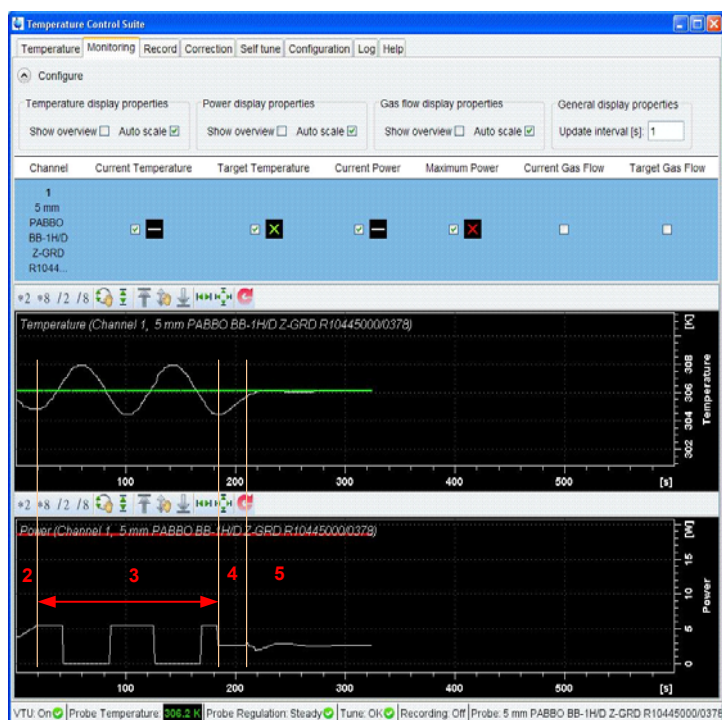 Temperature Control Suite
Temperature Monitoring Record Correction Self tune Configuration Log Help
Configure
Temperature display properties Power display properties Gas flow display properties General display properties
Show overview Auto scale Show overview Auto scale Show overview Auto scale Update interval [s]: 1
Channel Current Temperature Target Temperature Current Power Maximum Power Current Gas Flow Target Gas Flow
1
5 mm
PABBO
BB-1H/D
Z-GRD
R1044...
*2 *8 /2 /8
Temperature (Channel 1, 5 mm PABBO BB-1H/D Z-GRD R10445000/0378)
[K]
308
306
304
302
Temperature
100 200 300 400 500 [s]
*2 *8 /2 /8
Power (Channel 1, 5 mm PABBO BB-1H/D Z-GRD R10445000/0378)
[W]
15
10
5
0
Power
2 3 4 5
100 200 300 400 500 [s]
VTU: On Probe Temperature: 306.2 K Probe Regulation: Steady Tune: OK Recording: Off Probe: 5 mm PABBO BB-1H/D Z-GRD R10445000/0378